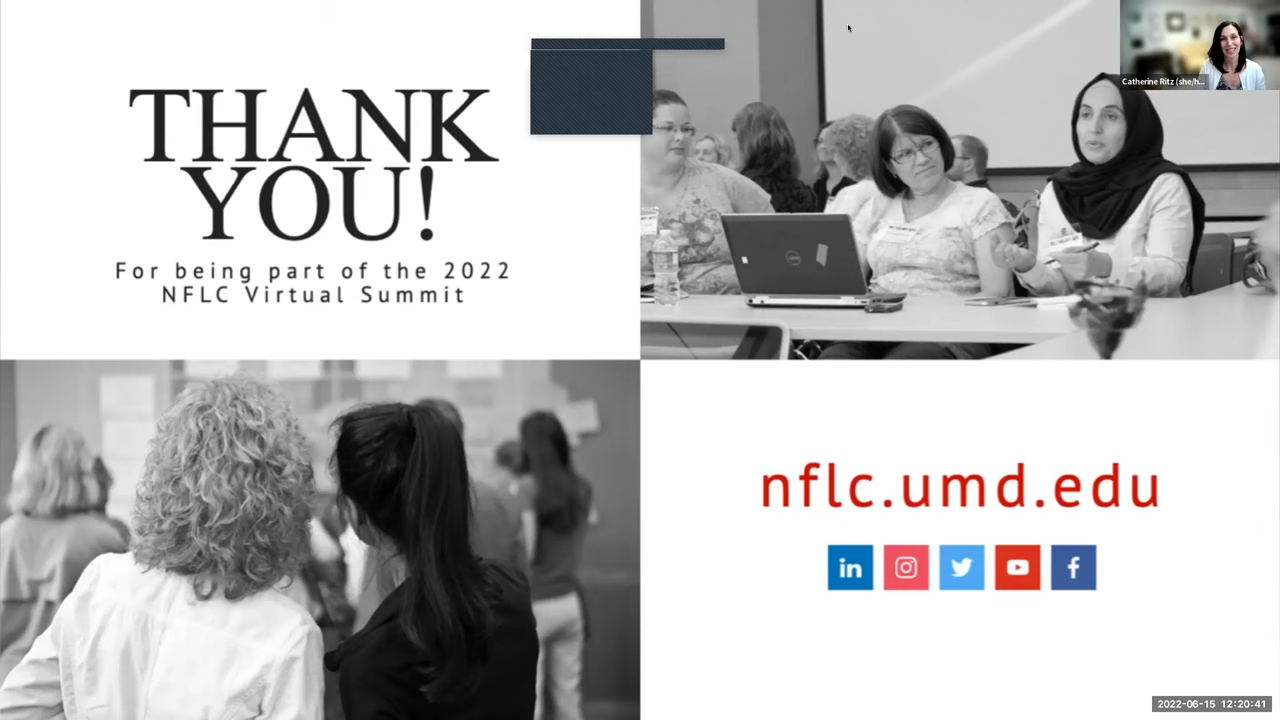 THANK
YOU!
For being part of the 2022
NFLC Virtual Summit
Catherine Ritz (she/h...
nflc.umd.edu
in
2022-06-15 12:20:41